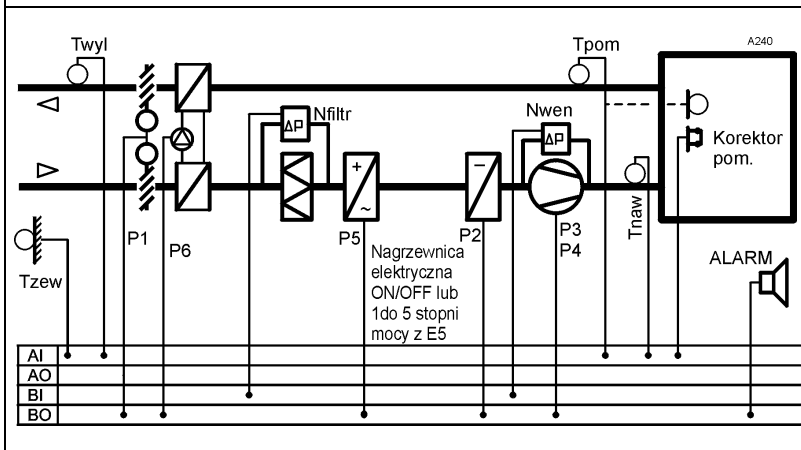 A240
Twyl
Tpom
Nfiltr
Nwen
ΔP
ΔP
Korektor
pom.
+
~
−
Tnaw
P1
P6
P5
P2
P3
P4
Tzew
Nagrzewnica
elektryczna
ON/OFF lub
1do 5 stopni
mocy z E5
ALARM
AI
AO
BI
BO